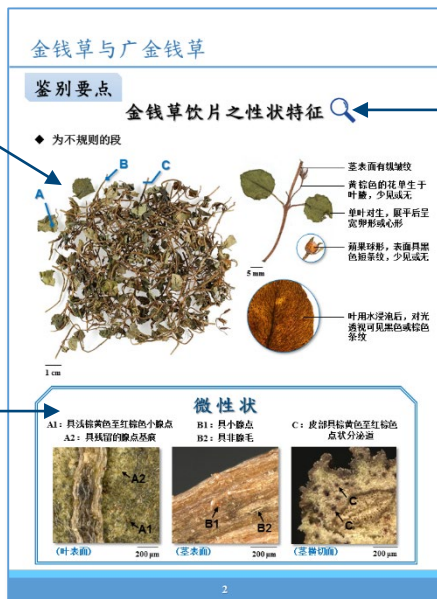 金钱草与广金钱草
鉴别要点
金钱草饮片之性状特征
◆ 为不规则的段
A
B
C
茎表面有纵皱纹
黄棕色的花单生于
叶腋，少见或无
单叶对生，展平后呈
宽卵形或心形
蒴果球形，表面具黑
色短条纹，少见或无
5 mm
叶用水浸泡后，对光
透视可见黑色或棕色
条纹
1 cm
微性状
A1：具浅棕黄色至红棕色小腺点
A2：具残留的腺点基痕
B1：具小腺点
B2：具非腺毛
C：皮部具棕黄色至红棕色
点状分泌道
A2
A1
B1
B2
C
C
（叶表面）
200 μm
（茎表面）
200 μm
（茎横切面）
200 μm
2